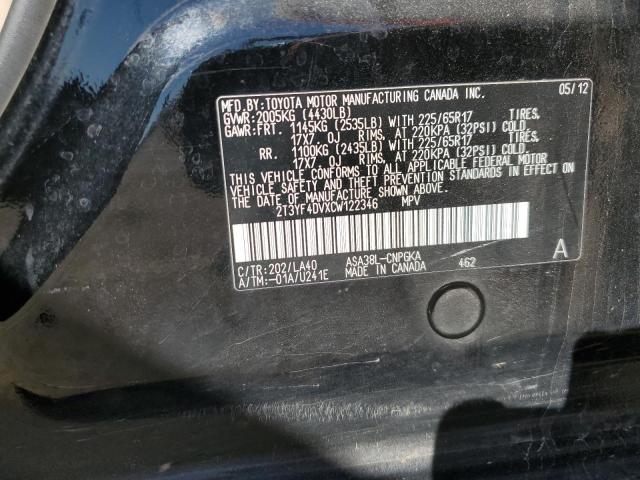 MFD.BY:TOYOTA MOTOR MANUFACTURING CANADA INC. 05/12
GVWR:2005KG (4430LB)
GAWR:FRT. 1145KG (2535LB) WITH 225/65R17 TIRES.
17X7 OJ RIMS. AT 220KPA (32PSI) COLD
RR. 1100KG (2435LB) WITH 225/65R17 TIRES.
17X7 OJ RIMS. AT 220KPA (32PSI) COLD
THIS VEHICLE CONFORMS TO ALL APPLICABLE FEDERAL MOTOR
VEHICLE SAFETY AND THEFT PREVENTION STANDARDS IN EFFECT ON THE
DATE OF MANUFACTURE SHOWN ABOVE.
2T3YF4DVXCW122346 MPV
C/TR:202/LA40 ASA38L-CNPGKA A
A/TM:-01A/U241E MADE IN CANADA 462